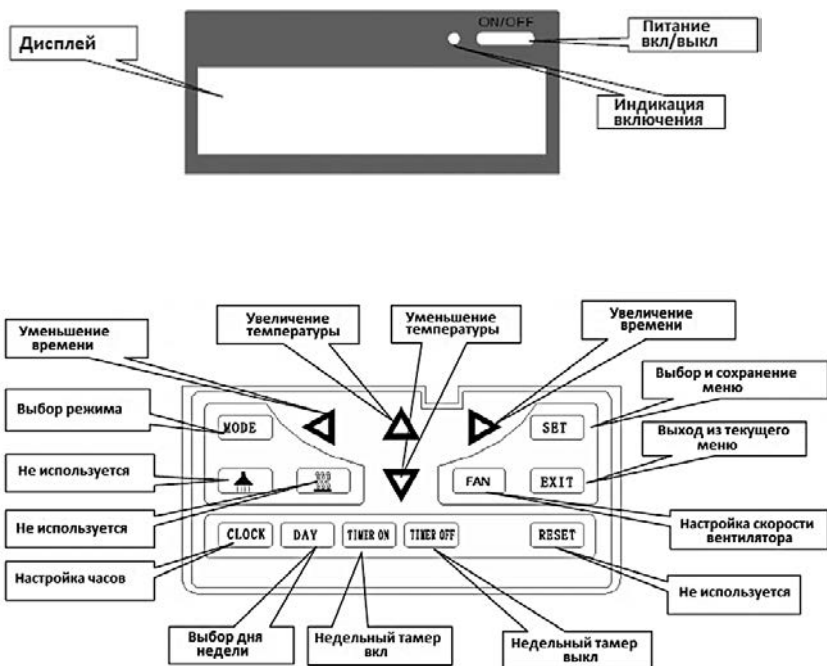 ON/OFF
Дисплей
Питание
вкл/выкл
Индикация
включения
Уменьшение
времени
Увеличение
температуры
Уменьшение
температуры
Увеличение
времени
Выбор и сохранение
меню
Выбор режима
MODE
SET
Выход из текущего
меню
Не используется
FAN
EXIT
Не используется
CLOCK
DAY
TIMER ON
TIMER OFF
RESET
Настройка скорости
вентилятора
Настройка часов
Не используется
Выбор дня
недели
Недельный тамер
вкл
Недельный тамер
выкл